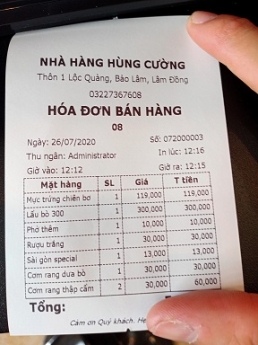 NHÀ HÀNG HÙNG CƯỜNG
Thôn 1 Lộc Quảng, Bảo Lâm, Lâm Đồng
03227367608
HÓA ĐƠN BÁN HÀNG
08
Ngày: 26/07/2020 Số: 072000003
Thu ngân: Administrator In lúc: 12:16
Giờ vào: 12:12 Giờ ra: 12:15
Mặt hàng SL Giá T tiền
Mực trứng chiên bơ 1 119,000 119,000
Lẩu bò 300 1 300,000 300,000
Phở thêm 1 10,000 10,000
Rượu trắng 1 30,000 30,000
Sài gòn special 1 13,000 13,000
Cơm rang dưa bò 1 30,000 30,000
Cơm rang thập cẩm 2 30,000 60,000
Tổng:
Cảm ơn Quý khách.